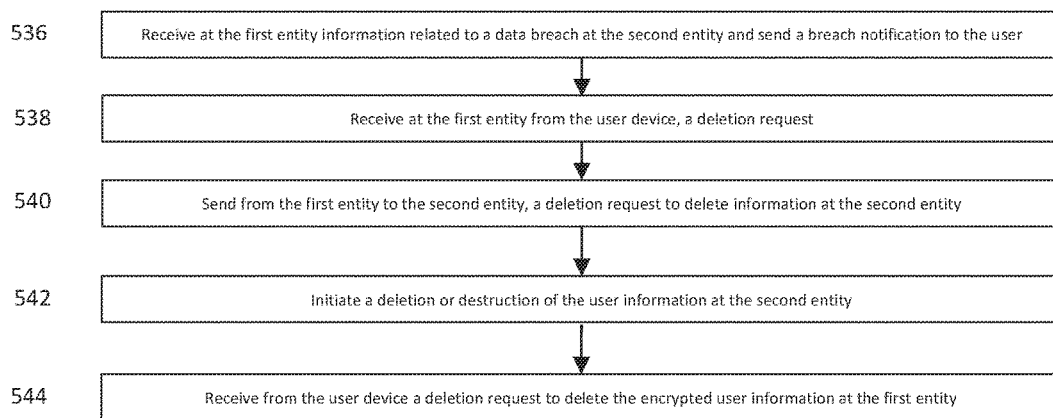 536 Receive at the first entity information related to a data breach at the second entity and send a breach notification to the user
538 Receive at the first entity from the user device, a deletion request
540 Send from the first entity to the second entity, a deletion request to delete information at the second entity
542 Initiate a deletion or destruction of the user information at the second entity
544 Receive from the user device a deletion request to delete the encrypted user information at the first entity